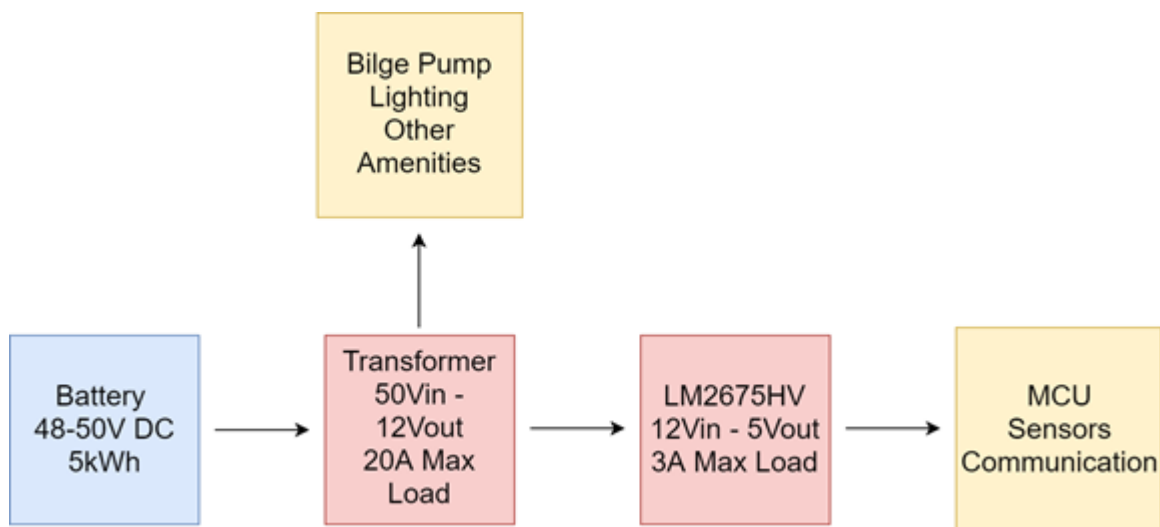 Bilge Pump
Lighting
Other
Amenities
Battery
48-50V DC
5kWh
Transformer
50Vin -
12Vout
20A Max
Load
LM2675HV
12Vin - 5Vout
3A Max Load
MCU
Sensors
Communication